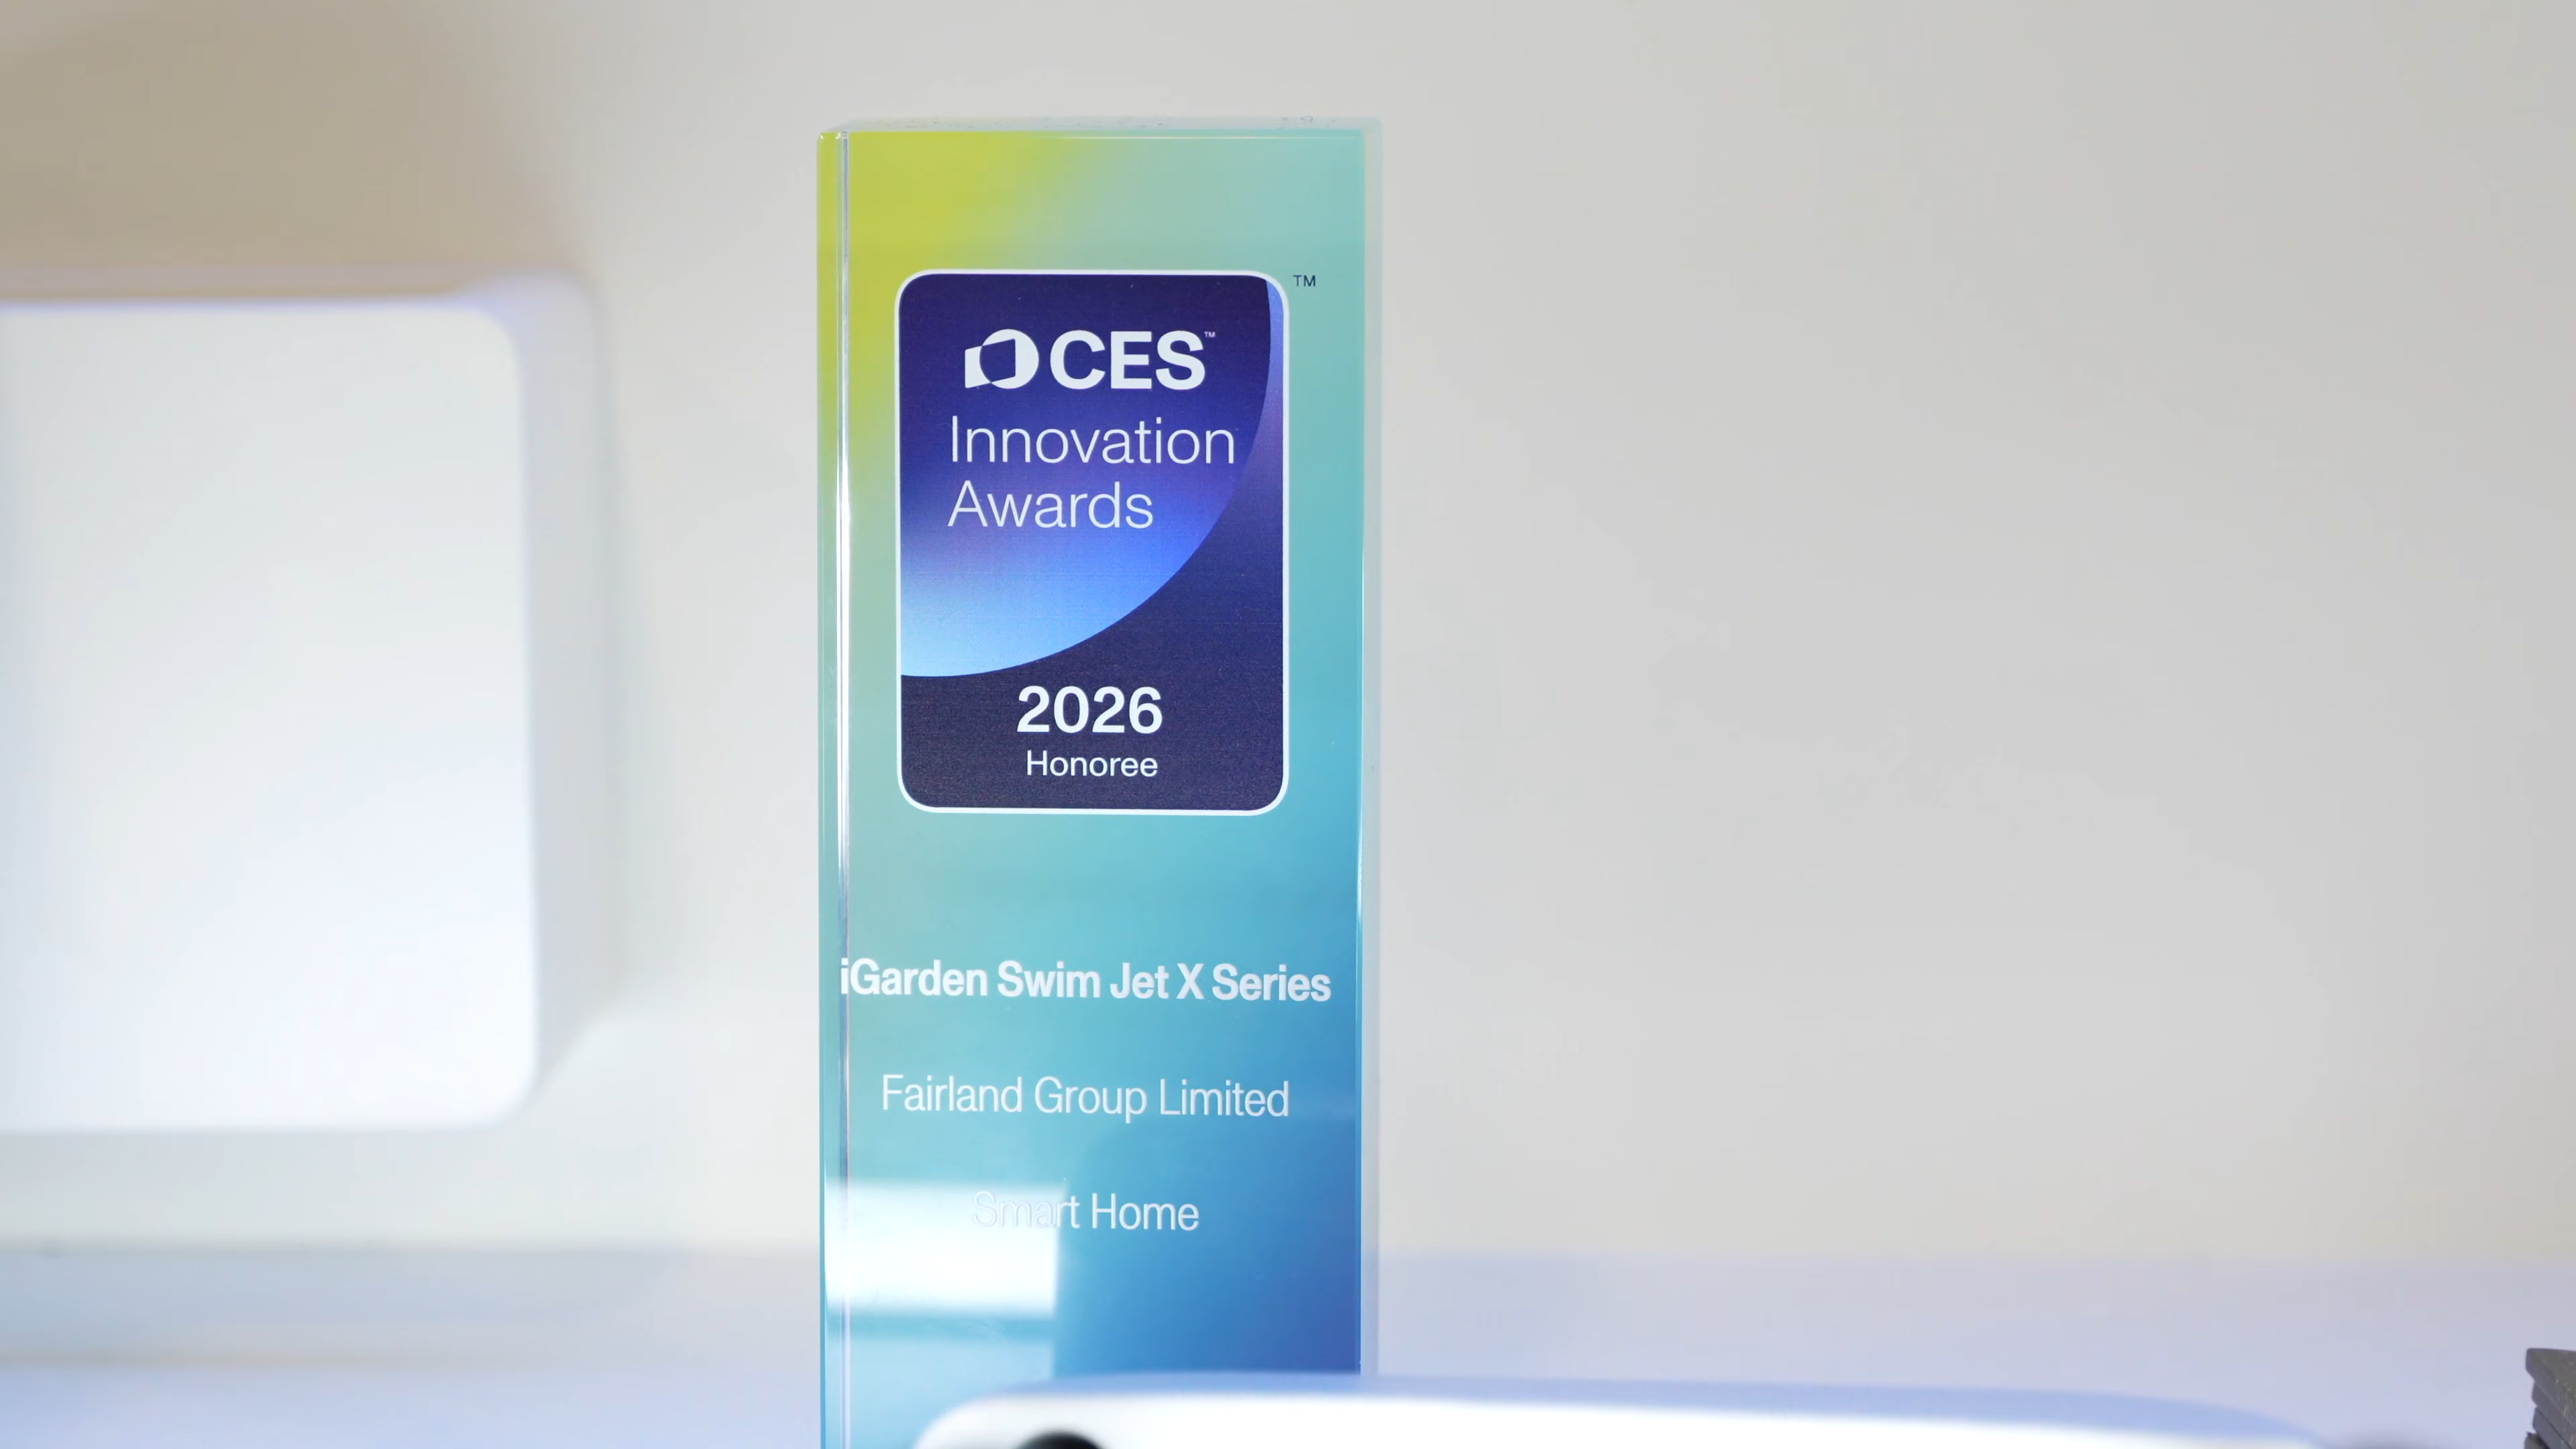 CES™
Innovation
Awards
2026
Honoree
™
iGarden Swim Jet X Series
Fairland Group Limited
Smart Home